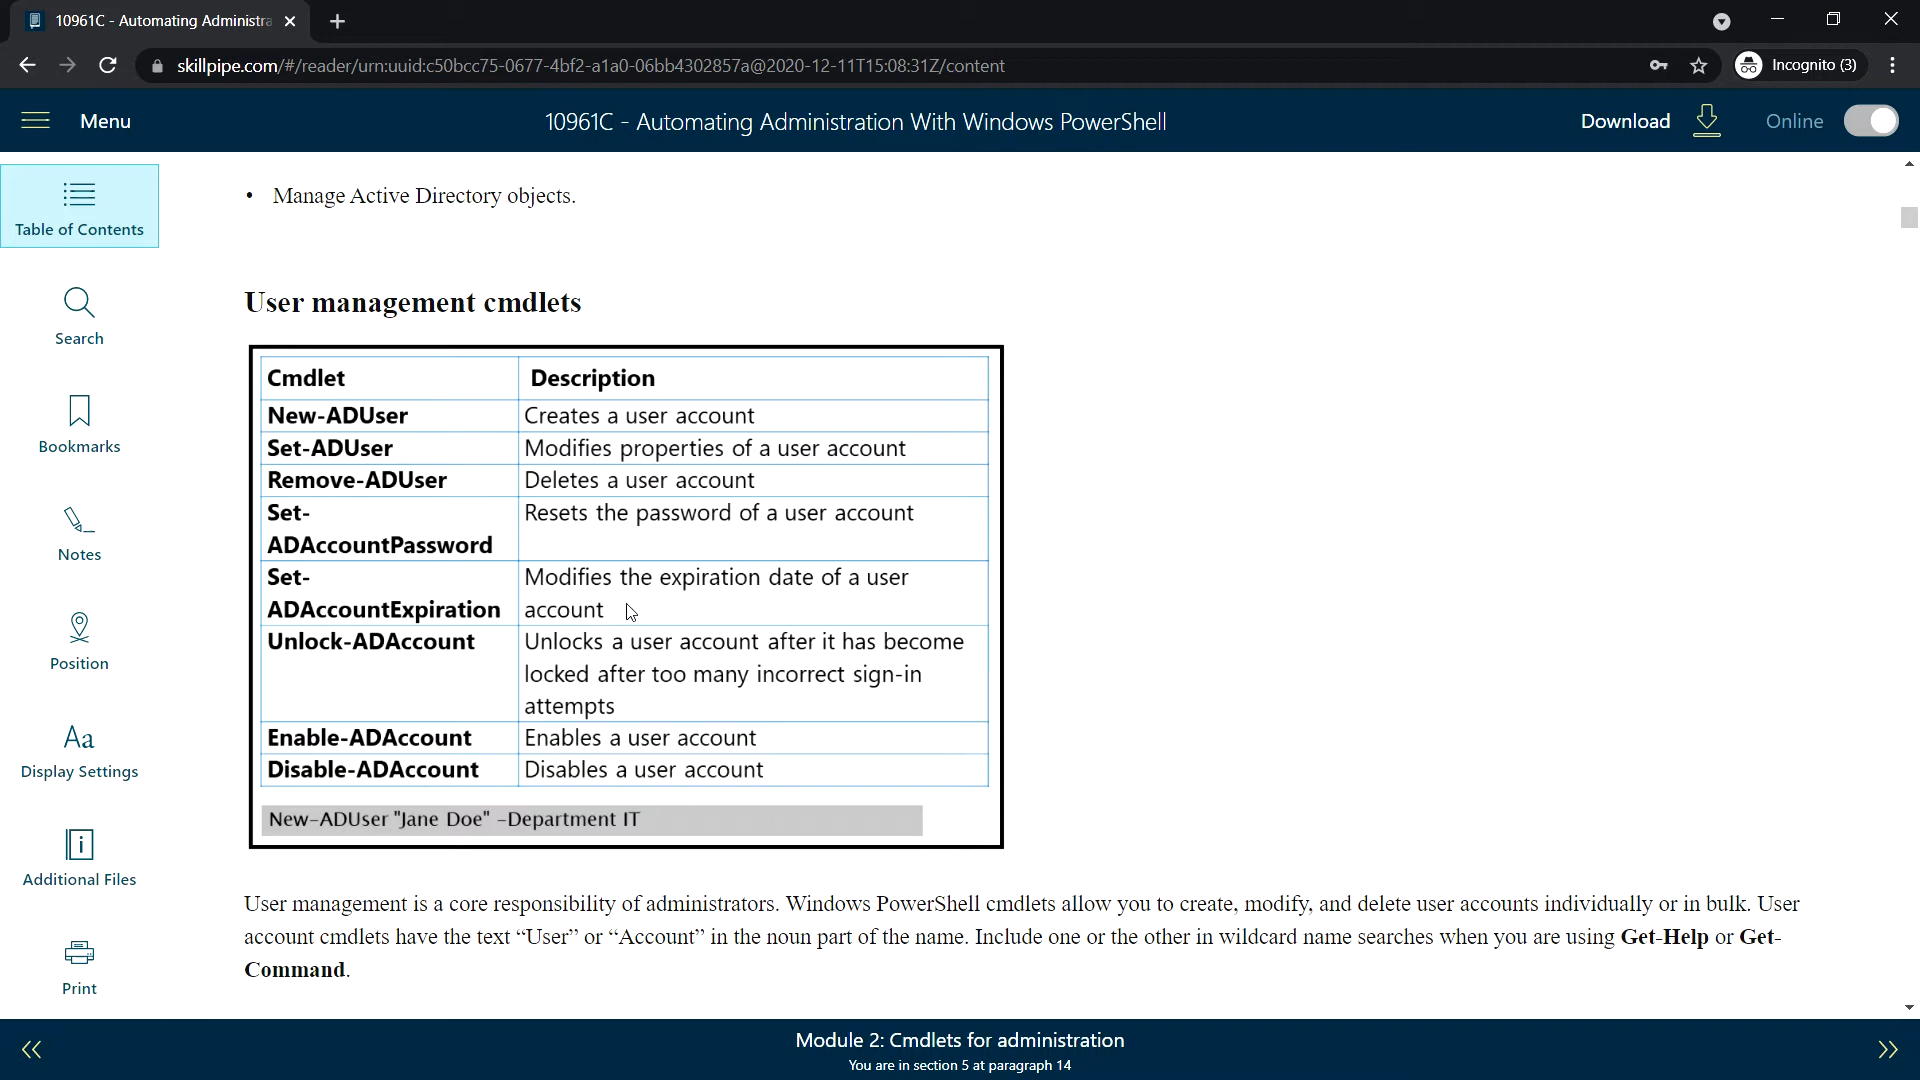 10961C - Automating Administra
skillpipe.com/#/reader/urn:uuid:c50bcc75-0677-4bf2-a1a0-06bb4302857a@2020-12-11T15:08:31Z/content
Incognito (3)
Menu
10961C - Automating Administration With Windows PowerShell
Download
Online
Table of Contents
Search
Bookmarks
Notes
Position
Aa
Display Settings
Additional Files
Print
• Manage Active Directory objects.
User management cmdlets
Cmdlet Description
New-ADUser Creates a user account
Set-ADUser Modifies properties of a user account
Remove-ADUser Deletes a user account
Set- Resets the password of a user account
ADAccountPassword
Set- Modifies the expiration date of a user
ADAccountExpiration account
Unlock-ADAccount Unlocks a user account after it has become
locked after too many incorrect sign-in
attempts
Enable-ADAccount Enables a user account
Disable-ADAccount Disables a user account
New-ADUser "Jane Doe" -Department IT
User management is a core responsibility of administrators. Windows PowerShell cmdlets allow you to create, modify, and delete user accounts individually or in bulk. User
account cmdlets have the text “User” or “Account” in the noun part of the name. Include one or the other in wildcard name searches when you are using Get-Help or Get-
Command.
Module 2: Cmdlets for administration
You are in section 5 at paragraph 14